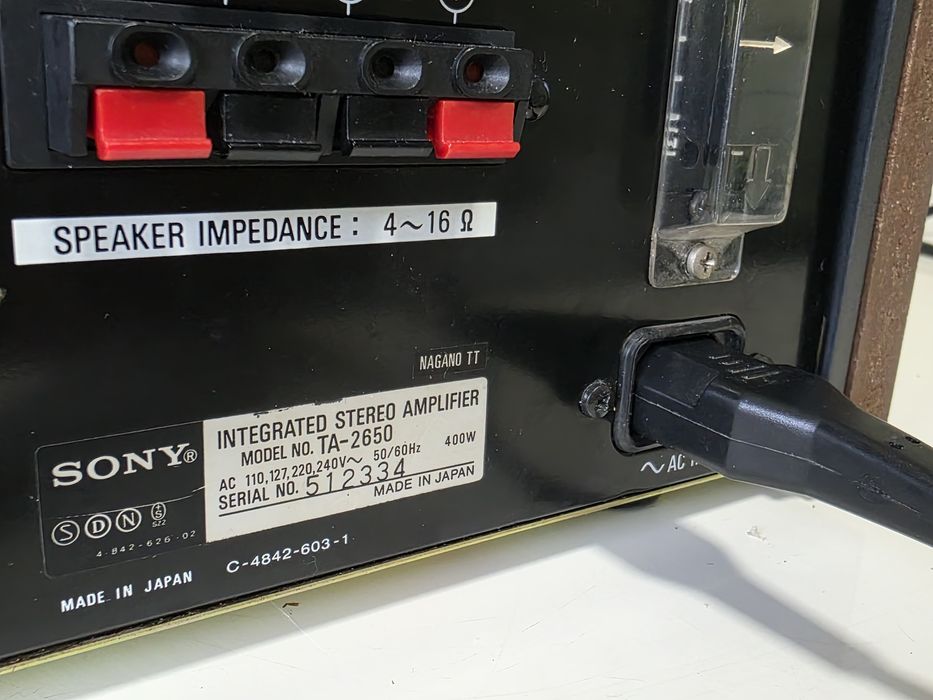 SPEAKER IMPEDANCE : 4～16 Ω
NAGANO TT
SONY®
INTEGRATED STEREO AMPLIFIER
MODEL NO. TA-2650
AC 110,127,220,240V～ 50/60Hz 400W
SERIAL NO. 512334
MADE IN JAPAN
S D N S
4-842-626-02
MADE IN JAPAN
C-4842-603-1
～AC